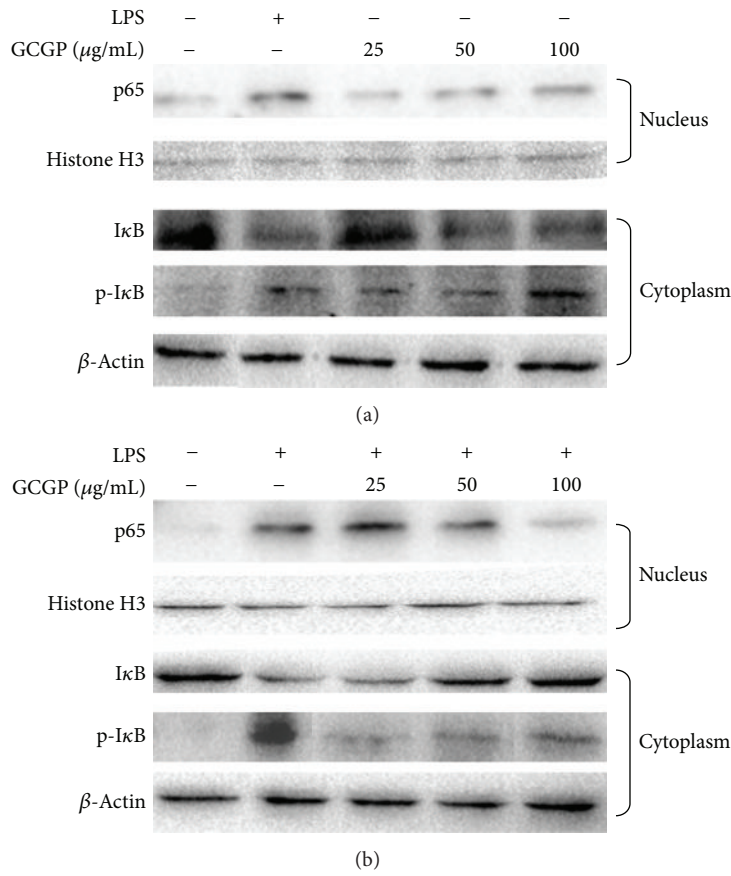 LPS – + – – –
GCGP (μg/mL) – – 25 50 100
p65
Histone H3
Nucleus
IκB
p-IκB
β-Actin
Cytoplasm
(a)
LPS – + + + +
GCGP (μg/mL) – – 25 50 100
p65
Histone H3
Nucleus
IκB
p-IκB
β-Actin
Cytoplasm
(b)